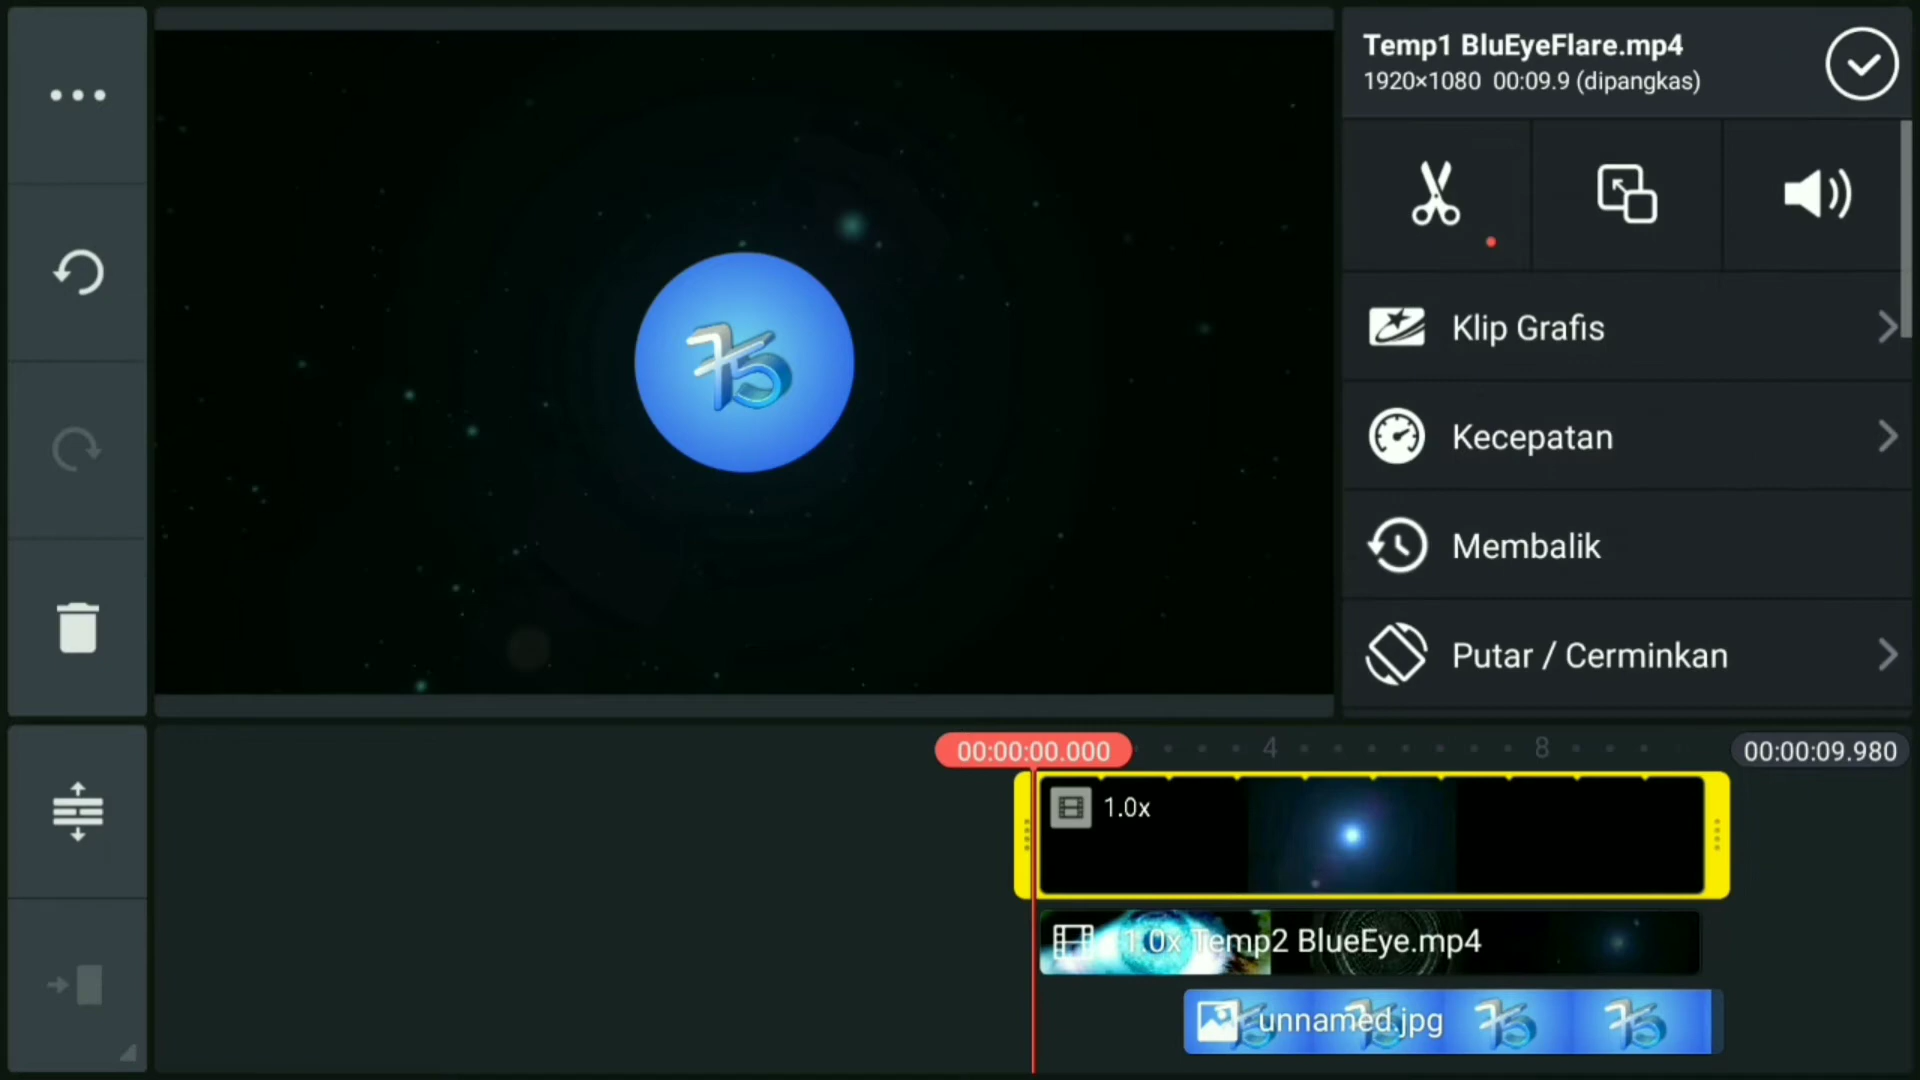 Temp1 BluEyeFlare.mp4
1920×1080 00:09.9 (dipangkas)
Klip Grafis
Kecepatan
Membalik
Putar / Cerminkan
75
00:00:00.000
4
8
00:00:09.980
1.0x
1.0x Temp2 BlueEye.mp4
unnamed.jpg